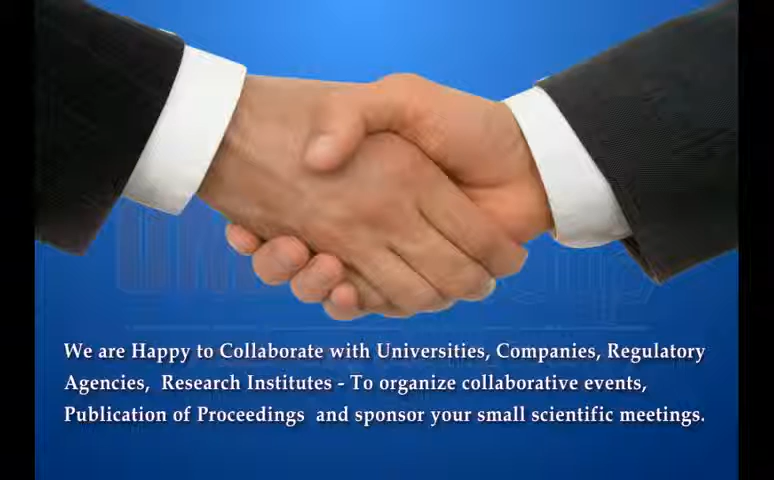 We are Happy to Collaborate with Universities, Companies, Regulatory
Agencies, Research Institutes - To organize collaborative events,
Publication of Proceedings and sponsor your small scientific meetings.